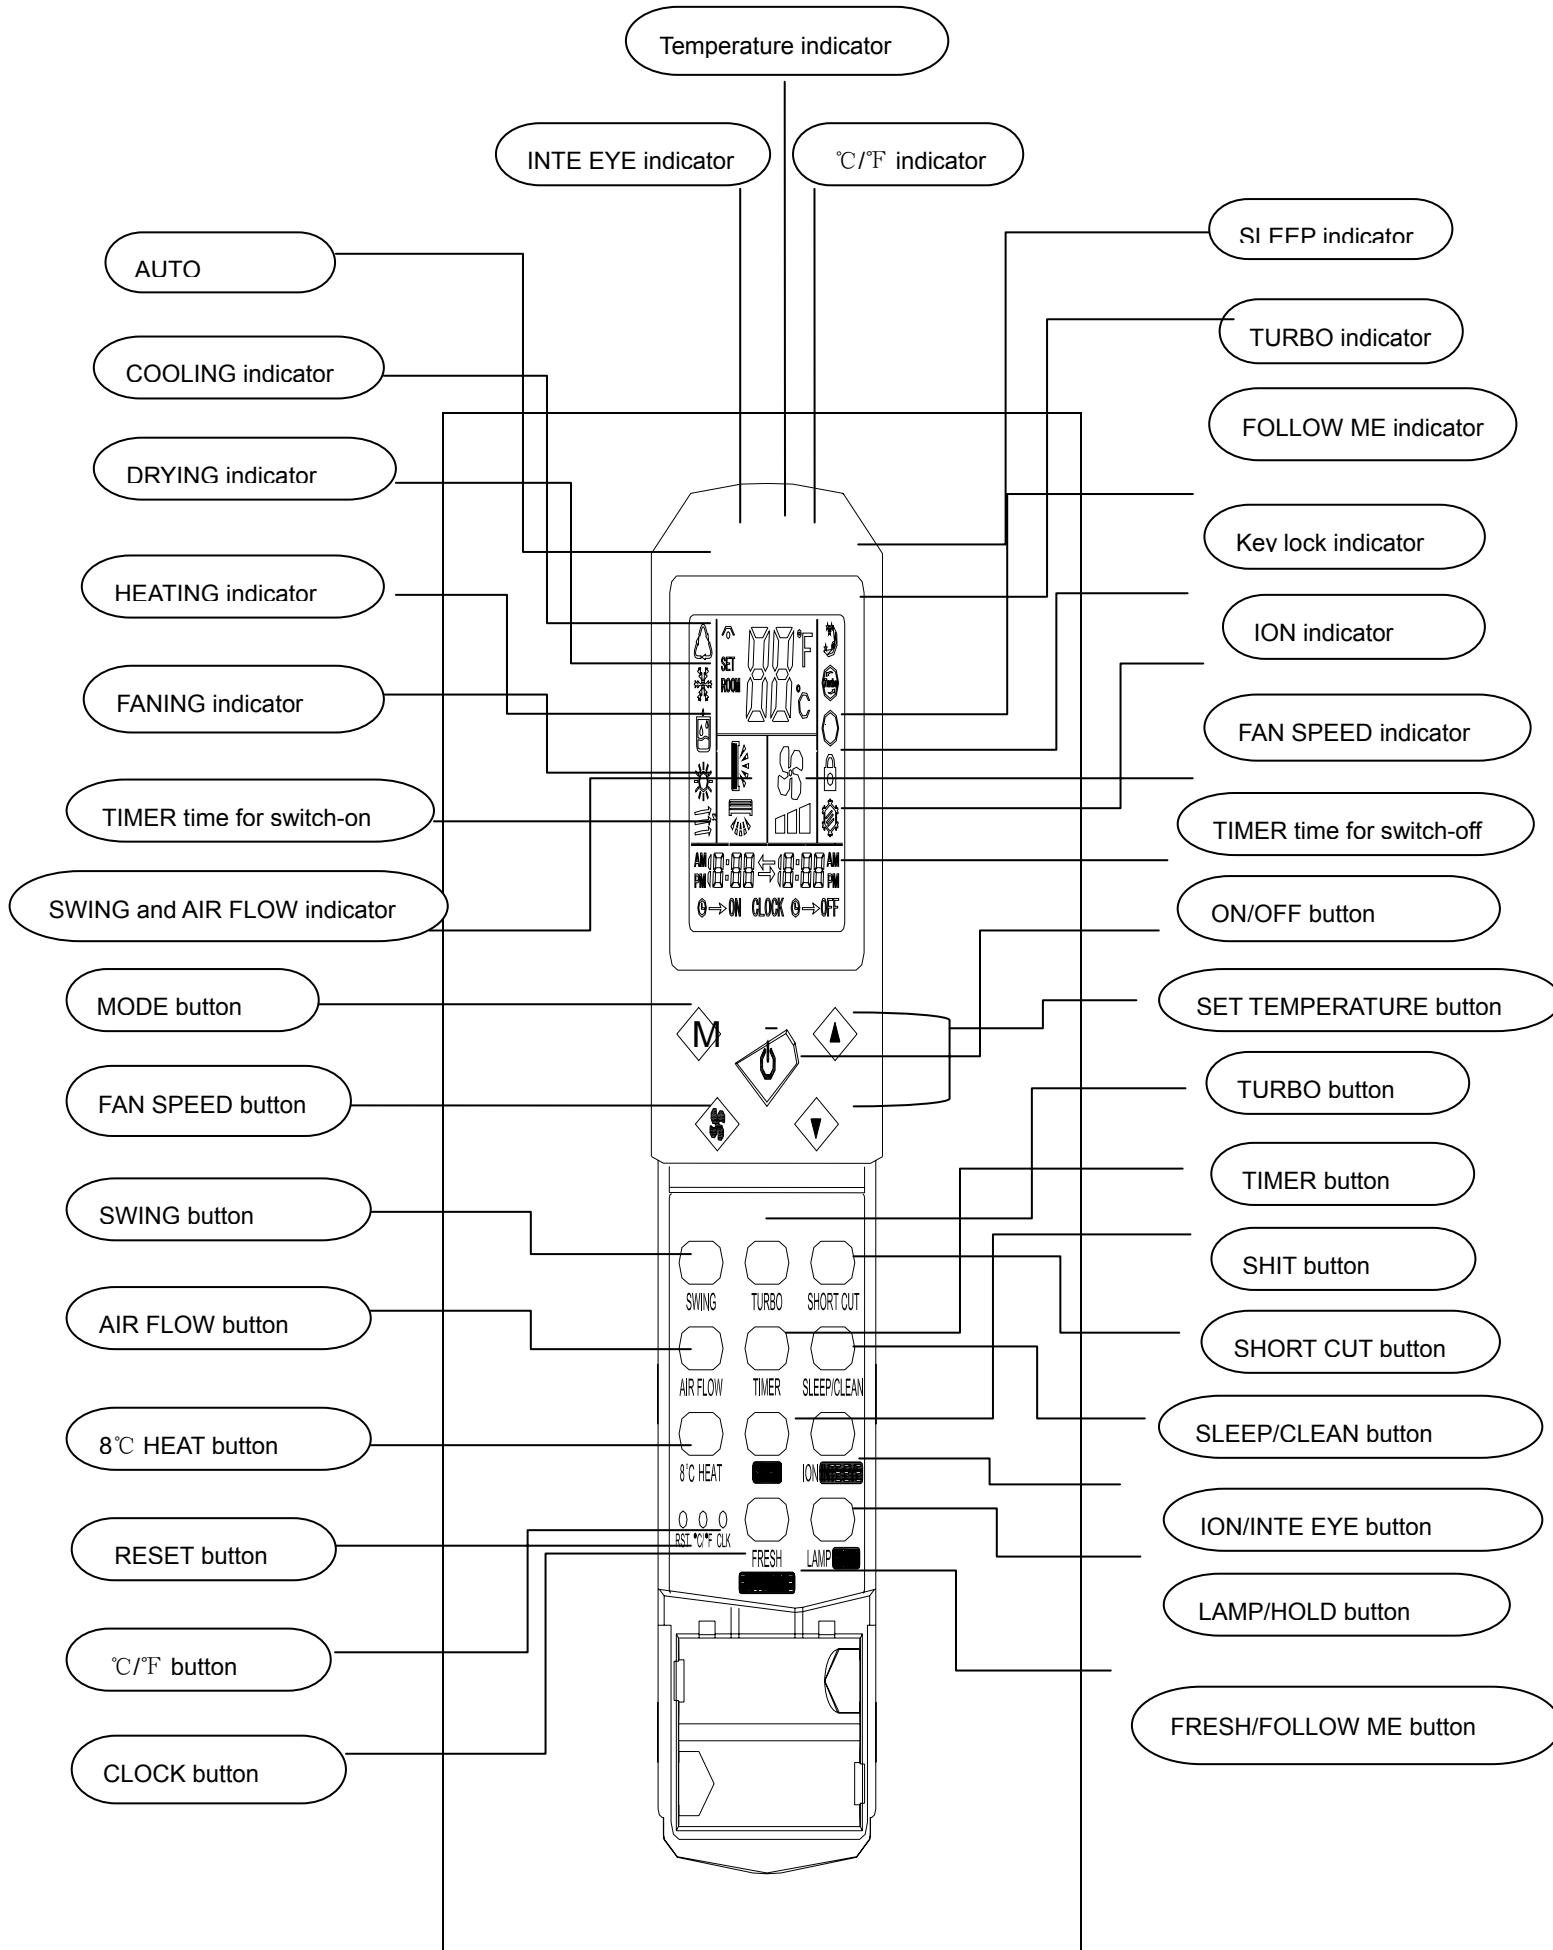 Temperature indicator
INTE EYE indicator
℃/℉ indicator
SLEEP indicator
AUTO
TURBO indicator
COOLING indicator
FOLLOW ME indicator
DRYING indicator
Key lock indicator
HEATING indicator
ION indicator
FANING indicator
FAN SPEED indicator
TIMER time for switch-on
TIMER time for switch-off
SWING and AIR FLOW indicator
ON/OFF button
MODE button
SET TEMPERATURE button
FAN SPEED button
TURBO button
TIMER button
SWING button
SHIT button
AIR FLOW button
SHORT CUT button
8℃ HEAT button
SLEEP/CLEAN button
ION/INTE EYE button
RESET button
LAMP/HOLD button
℃/℉ button
FRESH/FOLLOW ME button
CLOCK button
SET
ROOM
°F
°C
AM 18:88 18:88 AM
PM PM
ON CLOCK OFF
M
SWING TURBO SHORT CUT
AIR FLOW TIMER SLEEP/CLEAN
8°C HEAT ION
RST °C/°F CLK
FRESH LAMP